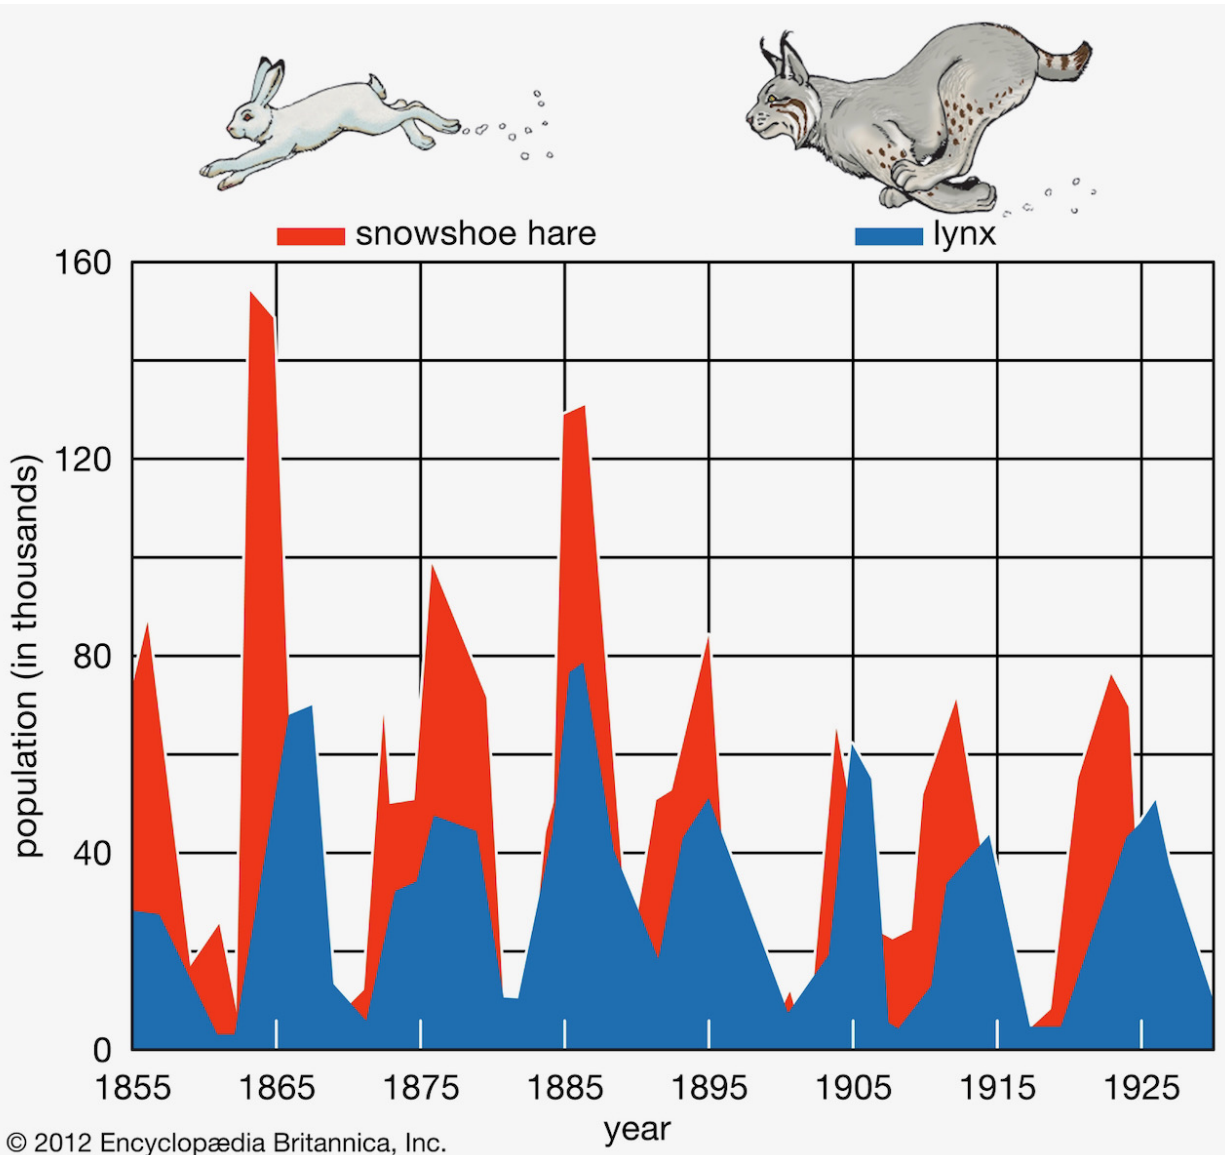 snowshoe hare
lynx
population (in thousands)
160
120
80
40
0
1855 1865 1875 1885 1895 1905 1915 1925
year
© 2012 Encyclopædia Britannica, Inc.